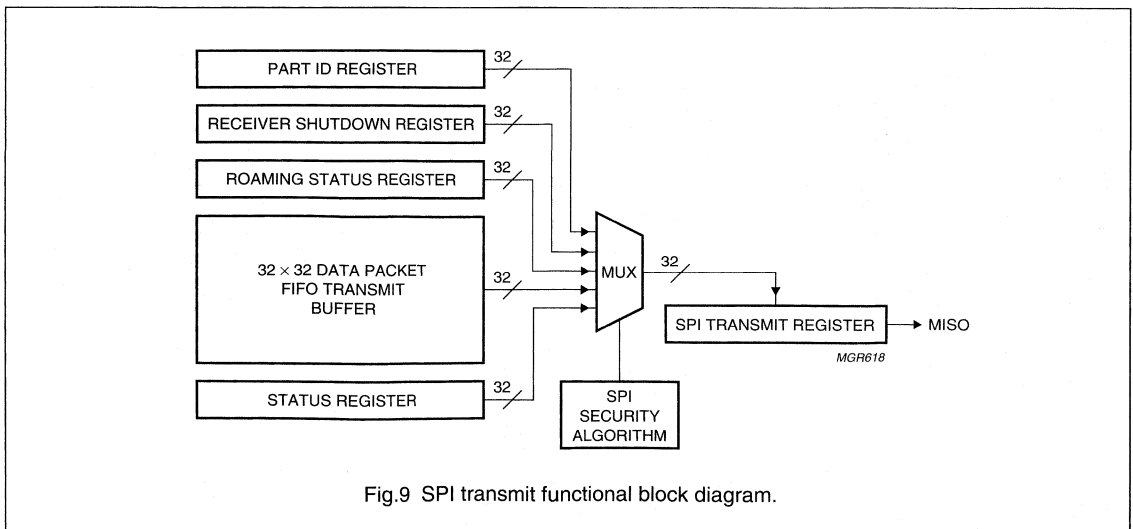 PART ID REGISTER
32
RECEIVER SHUTDOWN REGISTER
32
ROAMING STATUS REGISTER
32
32 × 32 DATA PACKET
FIFO TRANSMIT
BUFFER
32
STATUS REGISTER
32
MUX
32
SPI TRANSMIT REGISTER
MISO
MGR618
SPI
SECURITY
ALGORITHM
Fig.9 SPI transmit functional block diagram.